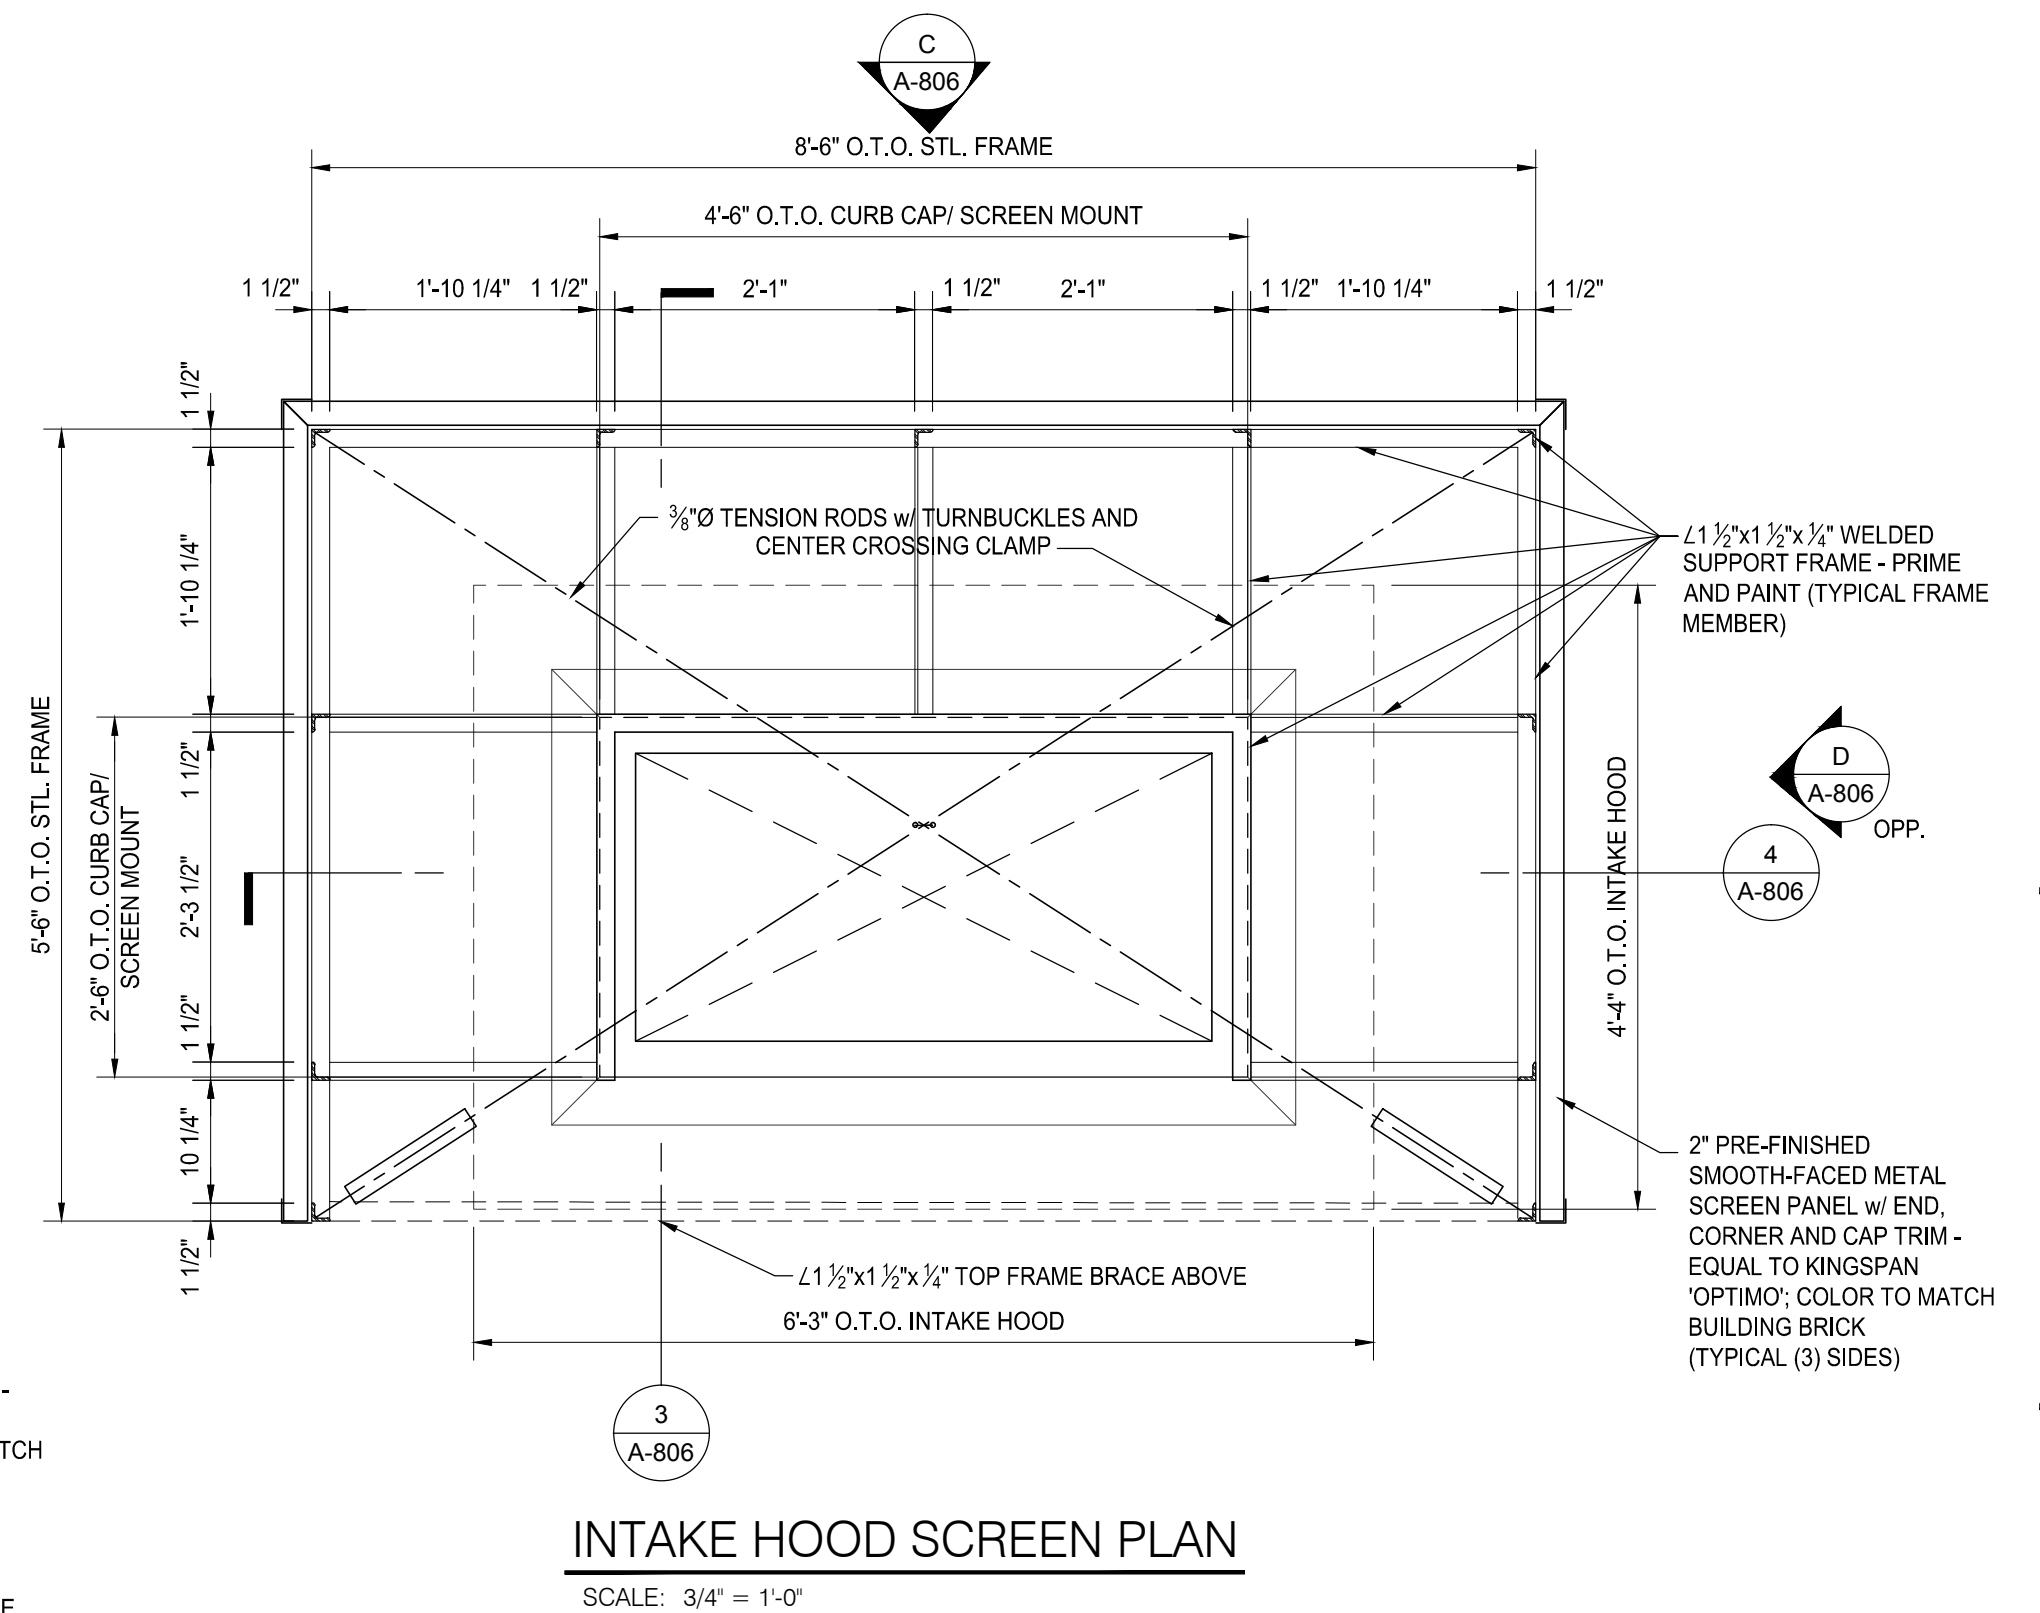 C
A-806
8'-6" O.T.O. STL. FRAME
4'-6" O.T.O. CURB CAP/ SCREEN MOUNT
1 1/2" 1'-10 1/4" 1 1/2" 2'-1" 1 1/2" 2'-1" 1 1/2" 1'-10 1/4" 1 1/2"
1 1/2"
1'-10 1/4"
1 1/2"
2'-3 1/2"
1 1/2"
10 1/4"
1 1/2"
5'-6" O.T.O. STL. FRAME
2'-6" O.T.O. CURB CAP/
SCREEN MOUNT
⅜"Ø TENSION RODS w/ TURNBUCKLES AND
CENTER CROSSING CLAMP
∠1 ½"x1 ½"x ¼" WELDED
SUPPORT FRAME - PRIME
AND PAINT (TYPICAL FRAME
MEMBER)
D
A-806
OPP.
4
A-806
4'-4" O.T.O. INTAKE HOOD
2" PRE-FINISHED
SMOOTH-FACED METAL
SCREEN PANEL w/ END,
CORNER AND CAP TRIM -
EQUAL TO KINGSPAN
'OPTIMO'; COLOR TO MATCH
BUILDING BRICK
(TYPICAL (3) SIDES)
∠1 ½"x1 ½"x ¼" TOP FRAME BRACE ABOVE
6'-3" O.T.O. INTAKE HOOD
3
A-806
-
TCH
E
INTAKE HOOD SCREEN PLAN
SCALE: 3/4" = 1'-0"